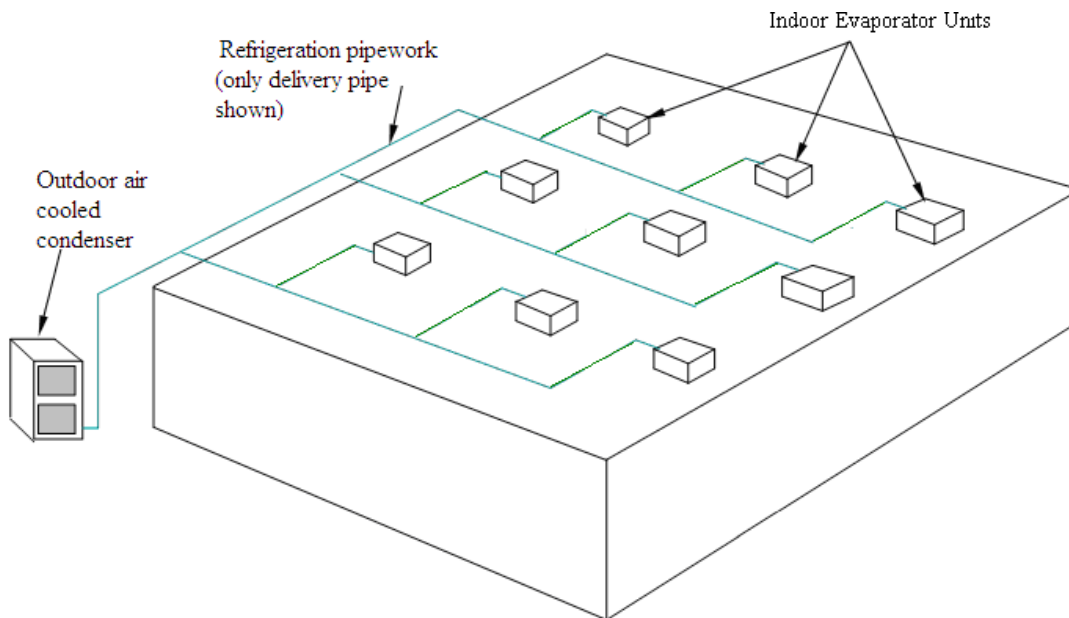 Indoor Evaporator Units
Refrigeration pipework
(only delivery pipe
shown)
Outdoor air
cooled
condenser